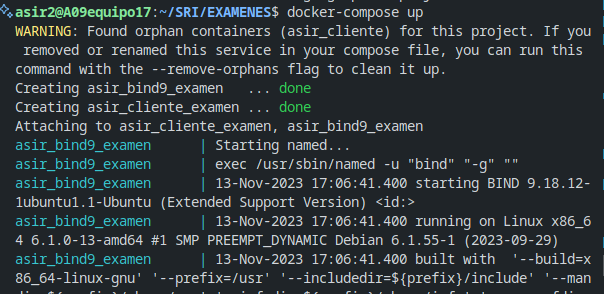 asir2@A09equipo17:~/SRI/EXAMENES$ docker-compose up
WARNING: Found orphan containers (asir_cliente) for this project. If you
 removed or renamed this service in your compose file, you can run this
command with the --remove-orphans flag to clean it up.
Creating asir_bind9_examen   ... done
Creating asir_cliente_examen ... done
Attaching to asir_cliente_examen, asir_bind9_examen
asir_bind9_examen      | Starting named...
asir_bind9_examen      | exec /usr/sbin/named -u "bind" "-g" ""
asir_bind9_examen      | 13-Nov-2023 17:06:41.400 starting BIND 9.18.12-
1ubuntu1.1-Ubuntu (Extended Support Version) <id:>
asir_bind9_examen      | 13-Nov-2023 17:06:41.400 running on Linux x86_6
4 6.1.0-13-amd64 #1 SMP PREEMPT_DYNAMIC Debian 6.1.55-1 (2023-09-29)
asir_bind9_examen      | 13-Nov-2023 17:06:41.400 built with  '--build=x
86_64-linux-gnu' '--prefix=/usr' '--includedir=${prefix}/include' '--man